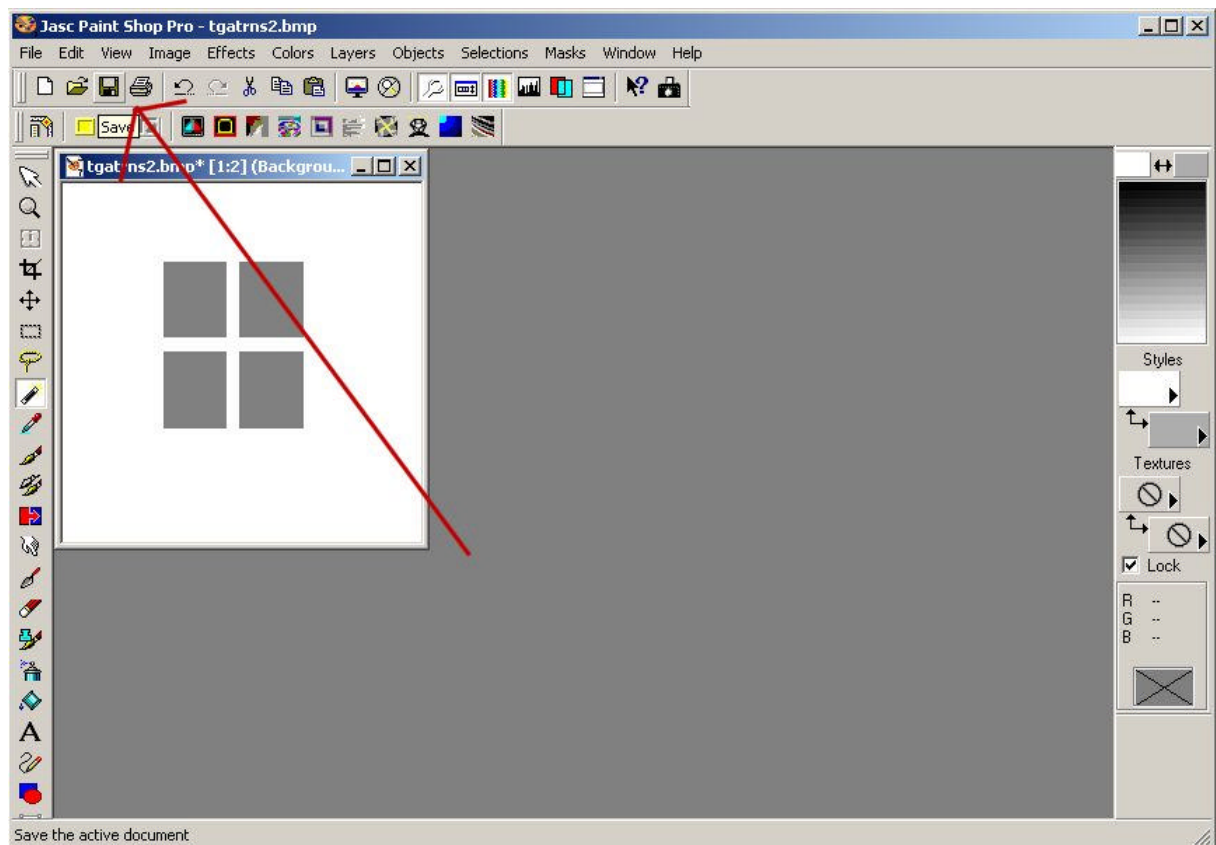 Jasc Paint Shop Pro - tgatrns2.bmp
File Edit View Image Effects Colors Layers Objects Selections Masks Window Help
Save
tgatrns2.bmp* [1:2] (Backgrou...
Styles
Textures
Lock
R --
G --
B --
A
Save the active document